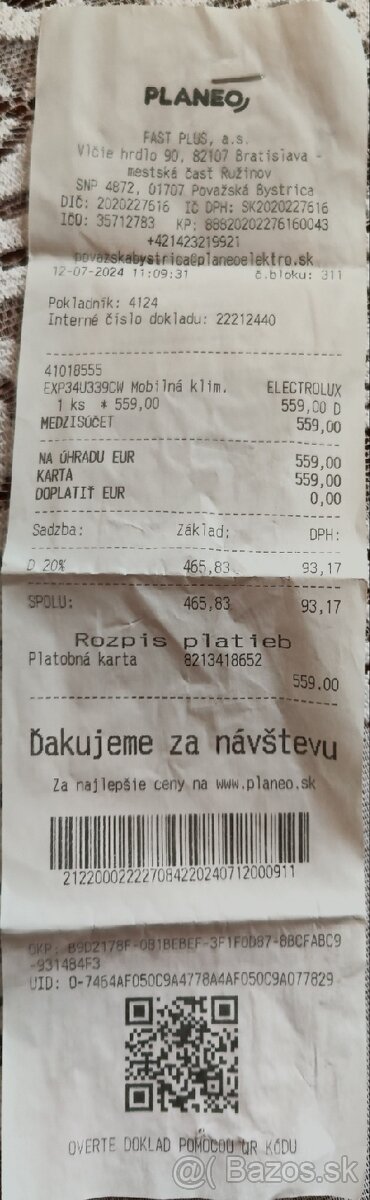 PLANEO
FAST PLUS, a.s.
Vlčie hrdlo 90, 82107 Bratislava -
mestská časť Ružinov
SNP 4872, 01707 Považská Bystrica
DIČ: 2020227616 IČ DPH: SK2020227616
IČO: 35712783 KP: 88820202276160043
+421423219921
povazskabystrica@planeoelektro.sk
12-07-2024 11:09:31 č.bloku: 311
Pokladník: 4124
Interné číslo dokladu: 22212440
41018555
EXP34U339CW Mobilná klim. ELECTROLUX
1 ks * 559,00 559,00 D
MEDZISÚČET 559,00
NA ÚHRADU EUR 559,00
KARTA 559,00
DOPLATIŤ EUR 0,00
Sadzba: Základ: DPH:
D 20% 465,83 93,17
SPOLU: 465,83 93,17
Rozpis platieb
Platobná karta 8213418652
559.00
Ďakujeme za návštevu
Za najlepšie ceny na www.planeo.sk
212200022227084220240712000911
OKP: B9D2178F-0B1BEBEF-3F1F0D87-88CFABC9
-931484F3
UID: O-7464AF050C9A4778A4AF050C9A077829
OVERTE DOKLAD POMOCOU QR KÓDU
Bazos.sk